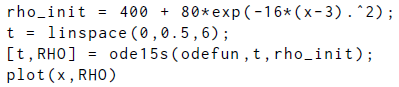 rho_init = 400 + 80*exp(-16*(x-3).^2);
t = linspace(0,0.5,6);
[t,RHO] = ode15s(odefun,t,rho_init);
plot(x,RHO)